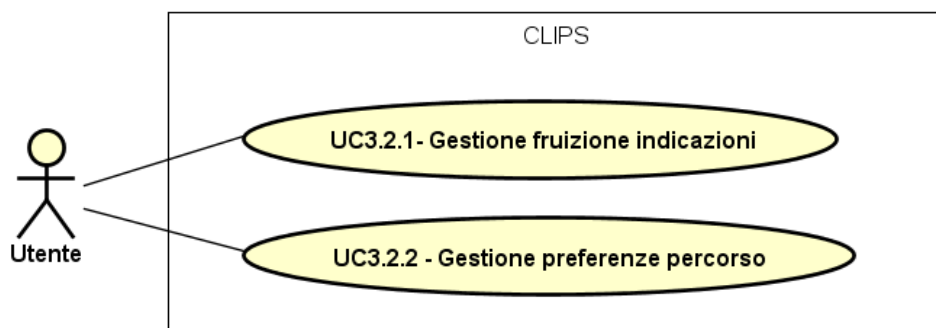 CLIPS
UC3.2.1- Gestione fruizione indicazioni
Utente
UC3.2.2 - Gestione preferenze percorso